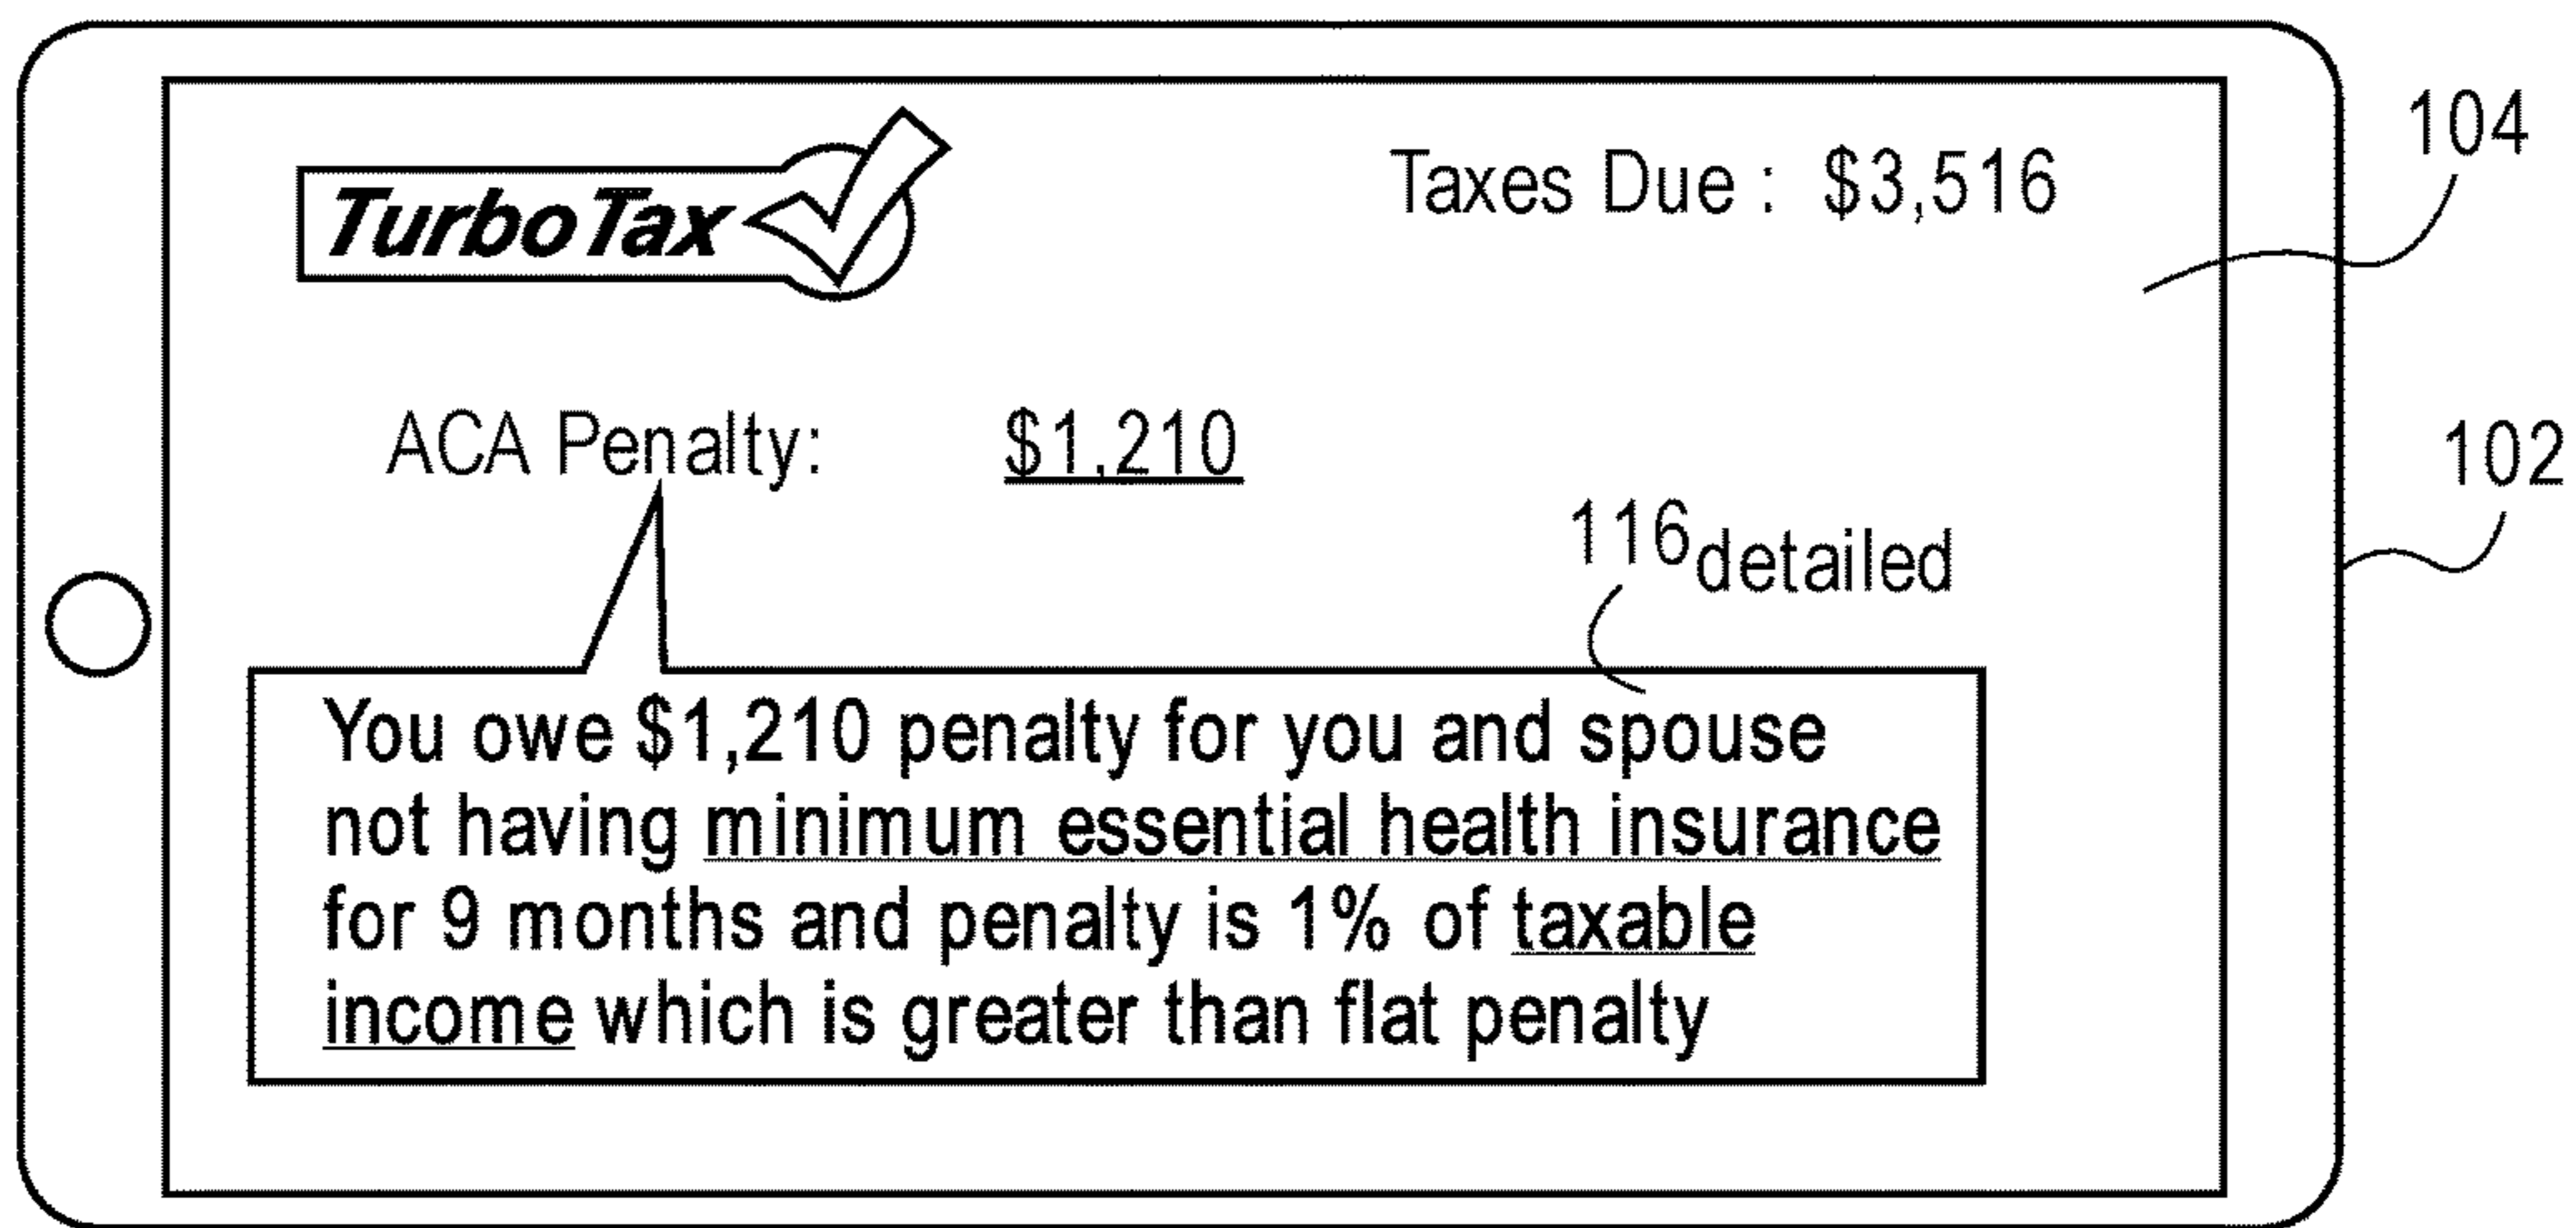 TurboTax
Taxes Due : $3,516
104
ACA Penalty: $1,210
102
116detailed
You owe $1,210 penalty for you and spouse
not having minimum essential health insurance
for 9 months and penalty is 1% of taxable
income which is greater than flat penalty